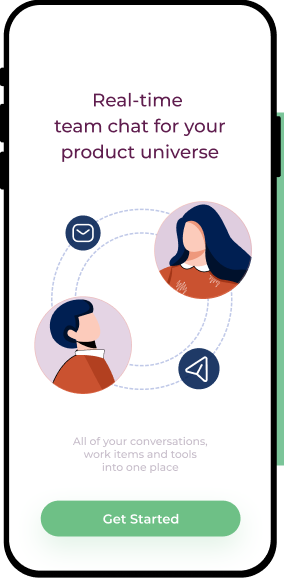 Real-time
team chat for your
product universe
All of your conversations,
work items and tools
into one place
Get Started